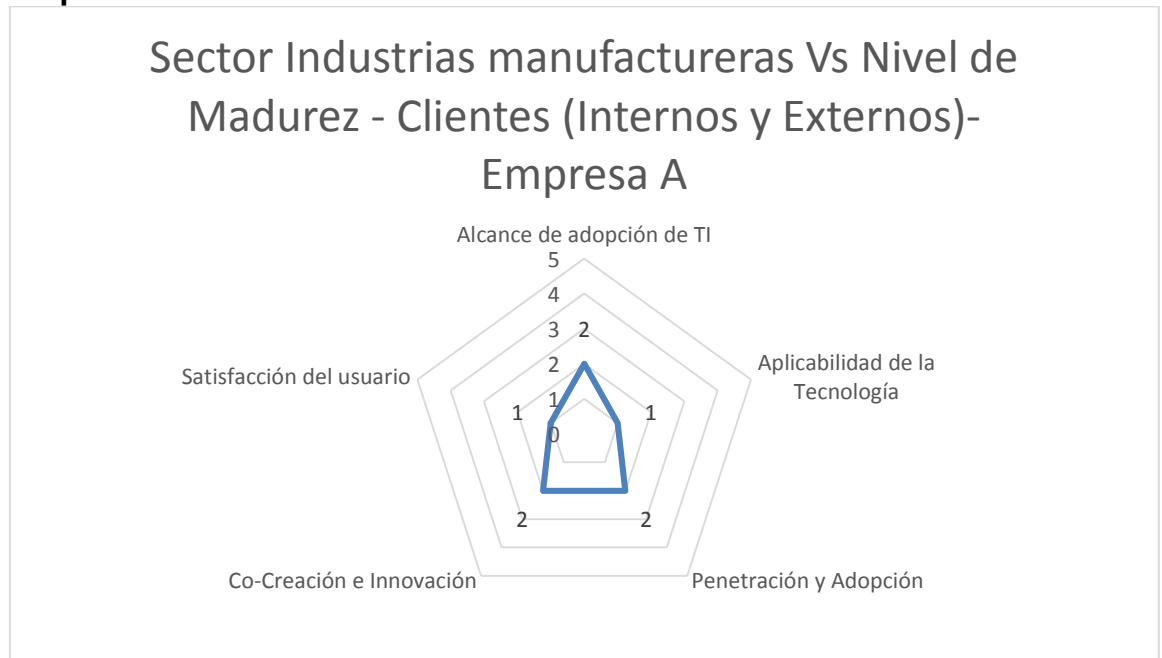 Sector Industrias manufactureras Vs Nivel de
Madurez - Clientes (Internos y Externos)-
Empresa A
Alcance de adopción de TI
5
4
3
2
2
1
0
Aplicabilidad de la
Tecnología
1
Satisfacción del usuario
1
2
2
Co-Creación e Innovación
Penetración y Adopción